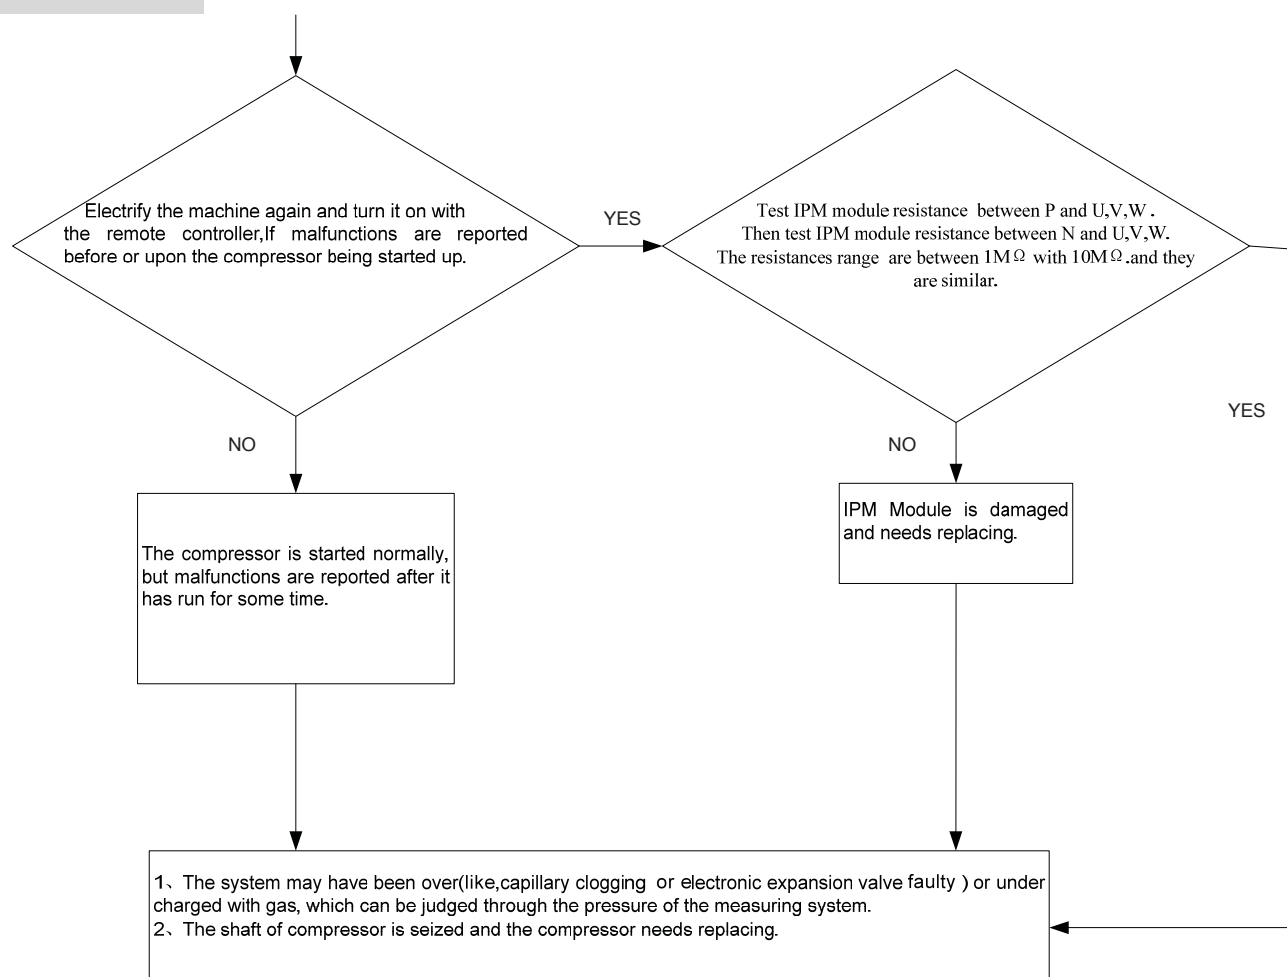 Electrify the machine again and turn it on with
the remote controller,If malfunctions are reported
before or upon the compressor being started up.
YES
Test IPM module resistance between P and U,V,W.
Then test IPM module resistance between N and U,V,W.
The resistances range are between 1MΩ with 10MΩ.and they
are similar.
YES
NO
NO
IPM Module is damaged
and needs replacing.
The compressor is started normally,
but malfunctions are reported after it
has run for some time.
1、The system may have been over(like,capillary clogging or electronic expansion valve faulty ) or under
charged with gas, which can be judged through the pressure of the measuring system.
2、The shaft of compressor is seized and the compressor needs replacing.